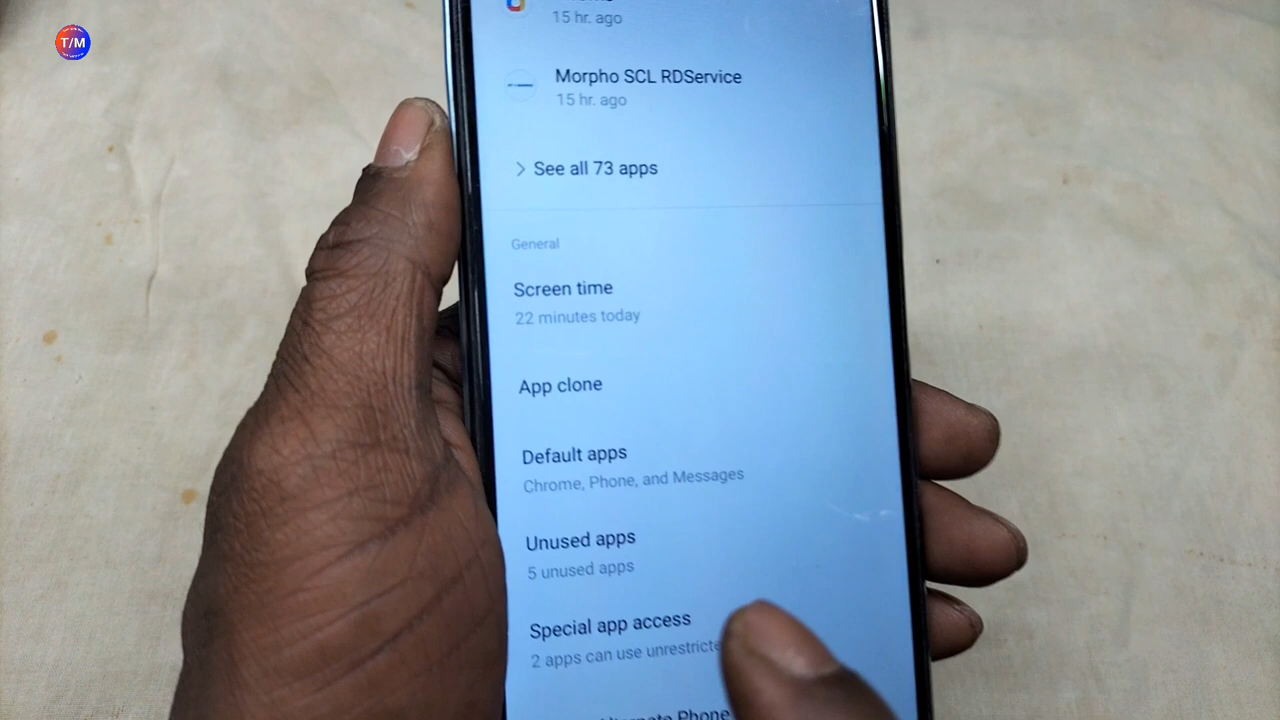 T/M
15 hr. ago
Morpho SCL RDService
15 hr. ago
See all 73 apps
General
Screen time
22 minutes today
App clone
Default apps
Chrome, Phone, and Messages
Unused apps
5 unused apps
Special app access
2 apps can use
Phone